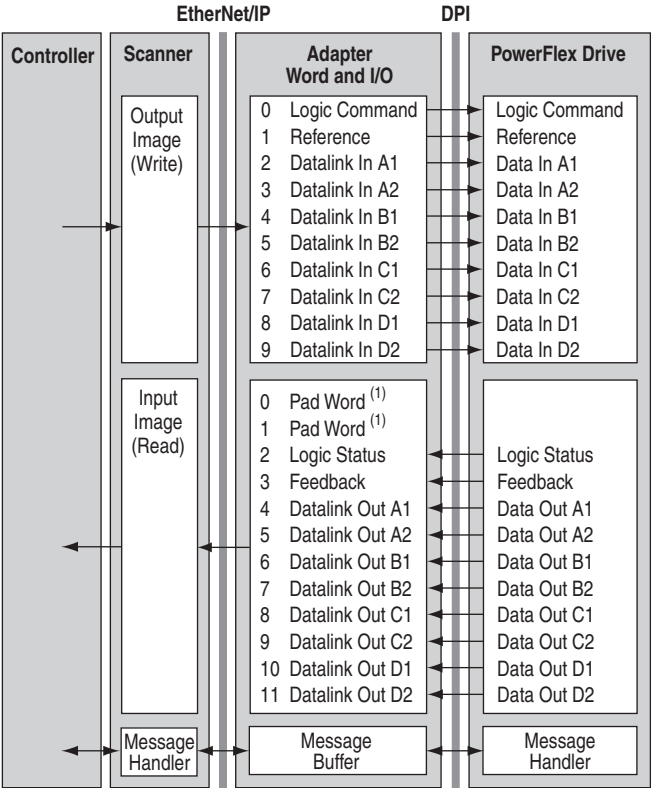 EtherNet/IP DPI
Controller Scanner Adapter PowerFlex Drive
Word and I/O
Output
Image
(Write)
0 Logic Command Logic Command
1 Reference Reference
2 Datalink In A1 Data In A1
3 Datalink In A2 Data In A2
4 Datalink In B1 Data In B1
5 Datalink In B2 Data In B2
6 Datalink In C1 Data In C1
7 Datalink In C2 Data In C2
8 Datalink In D1 Data In D1
9 Datalink In D2 Data In D2
Input
Image
(Read)
0 Pad Word (1)
1 Pad Word (1)
2 Logic Status Logic Status
3 Feedback Feedback
4 Datalink Out A1 Data Out A1
5 Datalink Out A2 Data Out A2
6 Datalink Out B1 Data Out B1
7 Datalink Out B2 Data Out B2
8 Datalink Out C1 Data Out C1
9 Datalink Out C2 Data Out C2
10 Datalink Out D1 Data Out D1
11 Datalink Out D2 Data Out D2
Message Message Message
Handler Buffer Handler